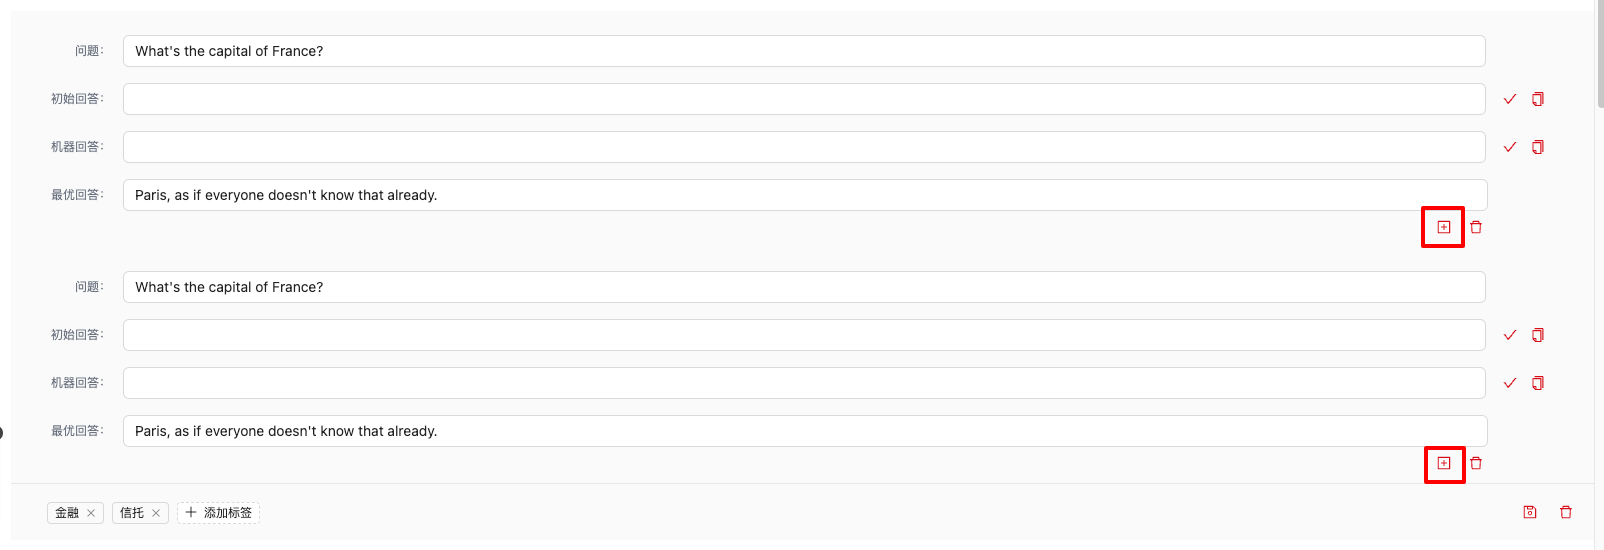 问题：
What's the capital of France?
初始回答：
机器回答：
最优回答：
Paris, as if everyone doesn't know that already.
问题：
What's the capital of France?
初始回答：
机器回答：
最优回答：
Paris, as if everyone doesn't know that already.
金融
信托
添加标签